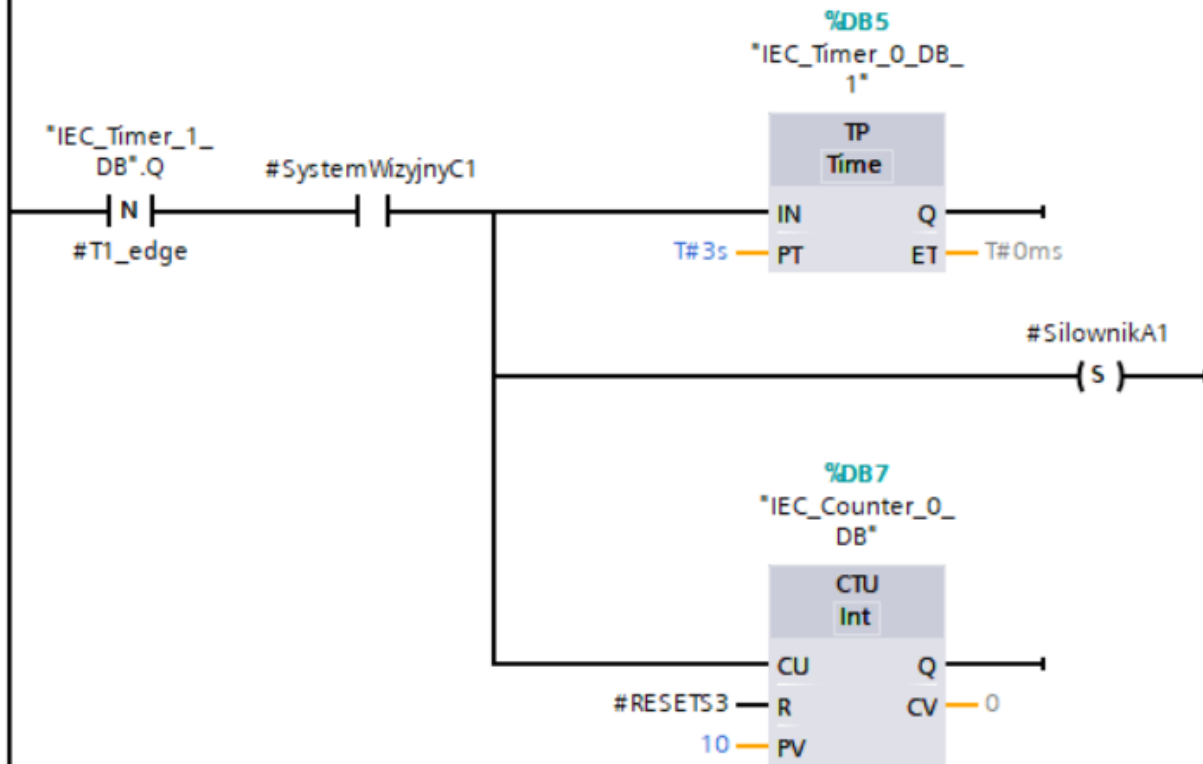 %DB5
"IEC_Timer_0_DB_
1"
TP
Time
IN Q
T#3s PT ET T#0ms
"IEC_Timer_1_
DB".Q
#SystemWizyjnyC1
N
#T1_edge
#SilownikA1
S
%DB7
"IEC_Counter_0_
DB"
CTU
Int
CU Q
#RESETS3 R CV 0
10 PV